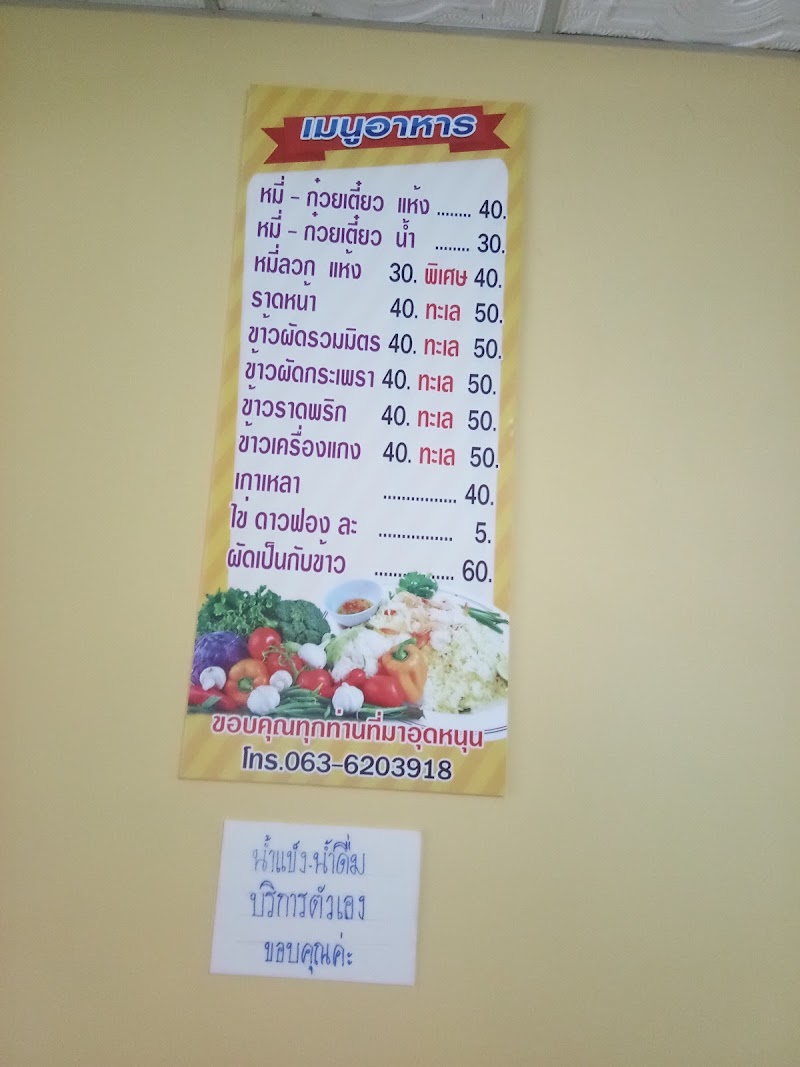 เมนูอาหาร
หมี่ - ก๋วยเตี๋ยว แห้ง ........ 40.
หมี่ - ก๋วยเตี๋ยว น้ำ ........ 30.
หมี่ลวก แห้ง 30. พิเศษ 40.
ราดหน้า 40. ทะเล 50.
ข้าวผัดรวมมิตร 40. ทะเล 50.
ข้าวผัดกระเพรา 40. ทะเล 50.
ข้าวราดพริก 40. ทะเล 50.
ข้าวเครื่องแกง 40. ทะเล 50.
เกาเหลา ................ 40.
ไข่ ดาวฟอง ละ ................ 5.
ผัดเป็นกับข้าว ................ 60.
ขอบคุณทุกท่านที่มาอุดหนุน
โทร.063-6203918
น้ำแข็ง-น้ำดื่ม
บริการตัวเอง
ขอบคุณค่ะ